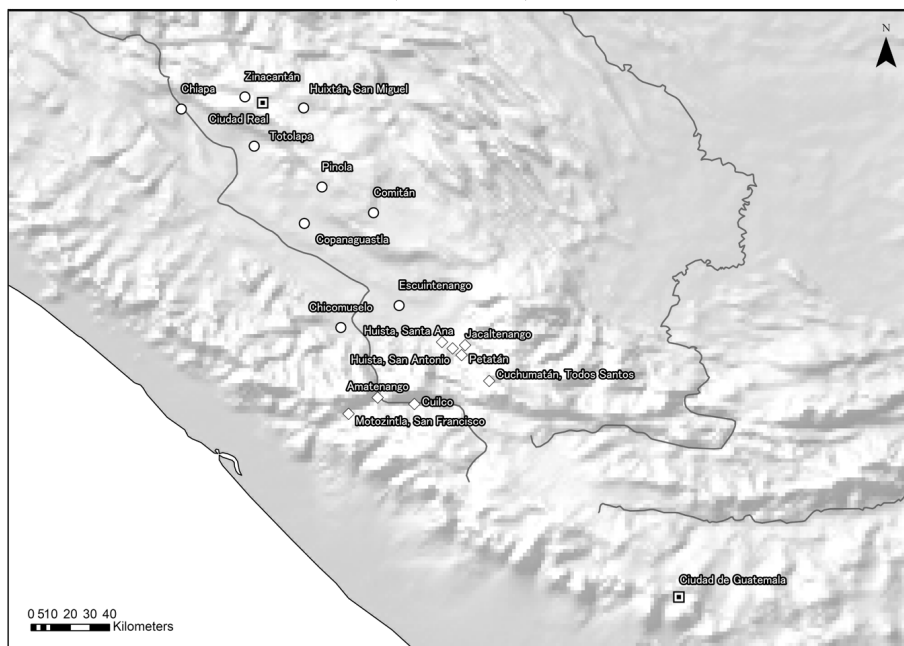 N
Zinacantán
Chiapa
Huixtán, San Miguel
Ciudad Real
Totolapa
Pinola
Comitán
Copanaguastla
Escuintenango
Chicomuselo
Huista, Santa Ana
Jacaltenango
Huista, San Antonio
Petatán
Cuchumatán, Todos Santos
Amatenango
Cuilco
Motozintla, San Francisco
Ciudad de Guatemala
0 5 10 20 30 40
Kilometers